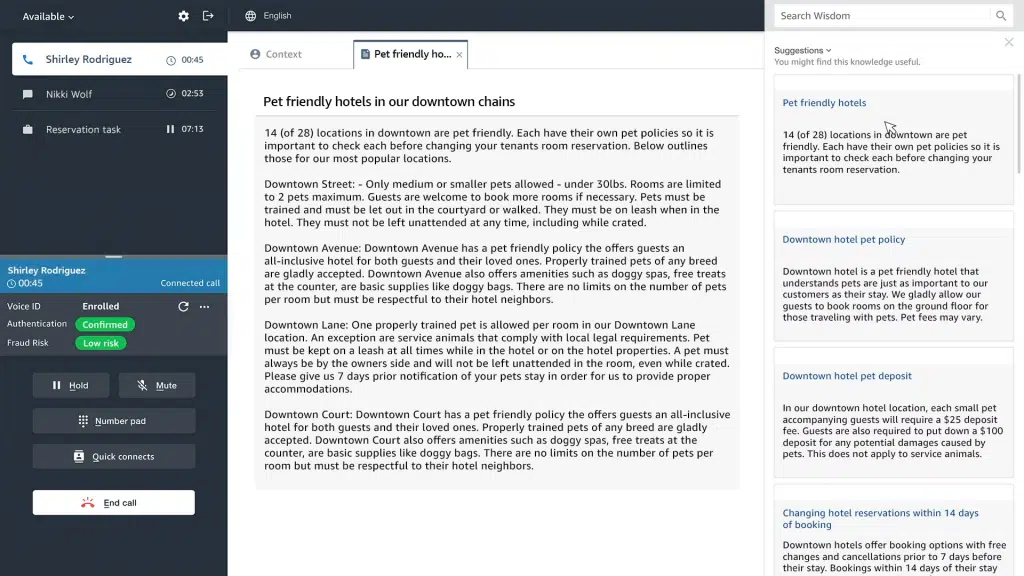 Available
English
Search Wisdom
Shirley Rodriguez
00:45
Nikki Wolf
02:53
Reservation task
07:13
Shirley Rodriguez
00:45
Connected call
Voice ID
Enrolled
Authentication
Confirmed
Fraud Risk
Low risk
Hold
Mute
Number pad
Quick connects
End call
Context
Pet friendly ho...
Pet friendly hotels in our downtown chains
14 (of 28) locations in downtown are pet friendly. Each have their own pet policies so it is
important to check each before changing your tenants room reservation. Below outlines
those for our most popular locations.
Downtown Street: - Only medium or smaller pets allowed - under 30lbs. Rooms are limited
to 2 pets maximum. Guests are welcome to book more rooms if necessary. Pets must be
trained and must be let out in the courtyard or walked. They must be on leash when in the
hotel. They must not be left unattended at any time, including while crated.
Downtown Avenue: Downtown Avenue has a pet friendly policy the offers guests an
all-inclusive hotel for both guests and their loved ones. Properly trained pets of any breed
are gladly accepted. Downtown Avenue also offers amenities such as doggy spas, free treats
at the counter, are basic supplies like doggy bags. There are no limits on the number of pets
per room but must be respectful to their hotel neighbors.
Downtown Lane: One properly trained pet is allowed per room in our Downtown Lane
location. An exception are service animals that comply with local legal requirements. Pet
must be kept on a leash at all times while in the hotel or on the hotel properties. A pet must
always be by the owners side and will not be left unattended in the room, even while crated.
Please give us 7 days prior notification of your pets stay in order for us to provide proper
accommodations.
Downtown Court: Downtown Court has a pet friendly policy the offers guests an all-inclusive
hotel for both guests and their loved ones. Properly trained pets of any breed are gladly
accepted. Downtown Court also offers amenities such as doggy spas, free treats at the
counter, are basic supplies like doggy bags. There are no limits on the number of pets per
room but must be respectful to their hotel neighbors.
Suggestions
You might find this knowledge useful.
Pet friendly hotels
14 (of 28) locations in downtown are pet
friendly. Each have their own pet policies so it is
important to check each before changing your
tenants room reservation.
Downtown hotel pet policy
Downtown hotel is a pet friendly hotel that
understands pets are just as important to our
customers as their stay. We gladly allow our
guests to book rooms on the ground floor for
those traveling with pets. Pet fees may vary.
Downtown hotel pet deposit
In our downtown hotel location, each small pet
accompanying guests will require a $25 deposit
fee. Guests are also required to put down a $100
deposit for any potential damages caused by
pets. This does not apply to service animals.
Changing hotel reservations within 14 days
of booking
Downtown hotels offer booking options with free
changes and cancellations prior to 7 days before
their stay. Bookings within 14 days of their stay